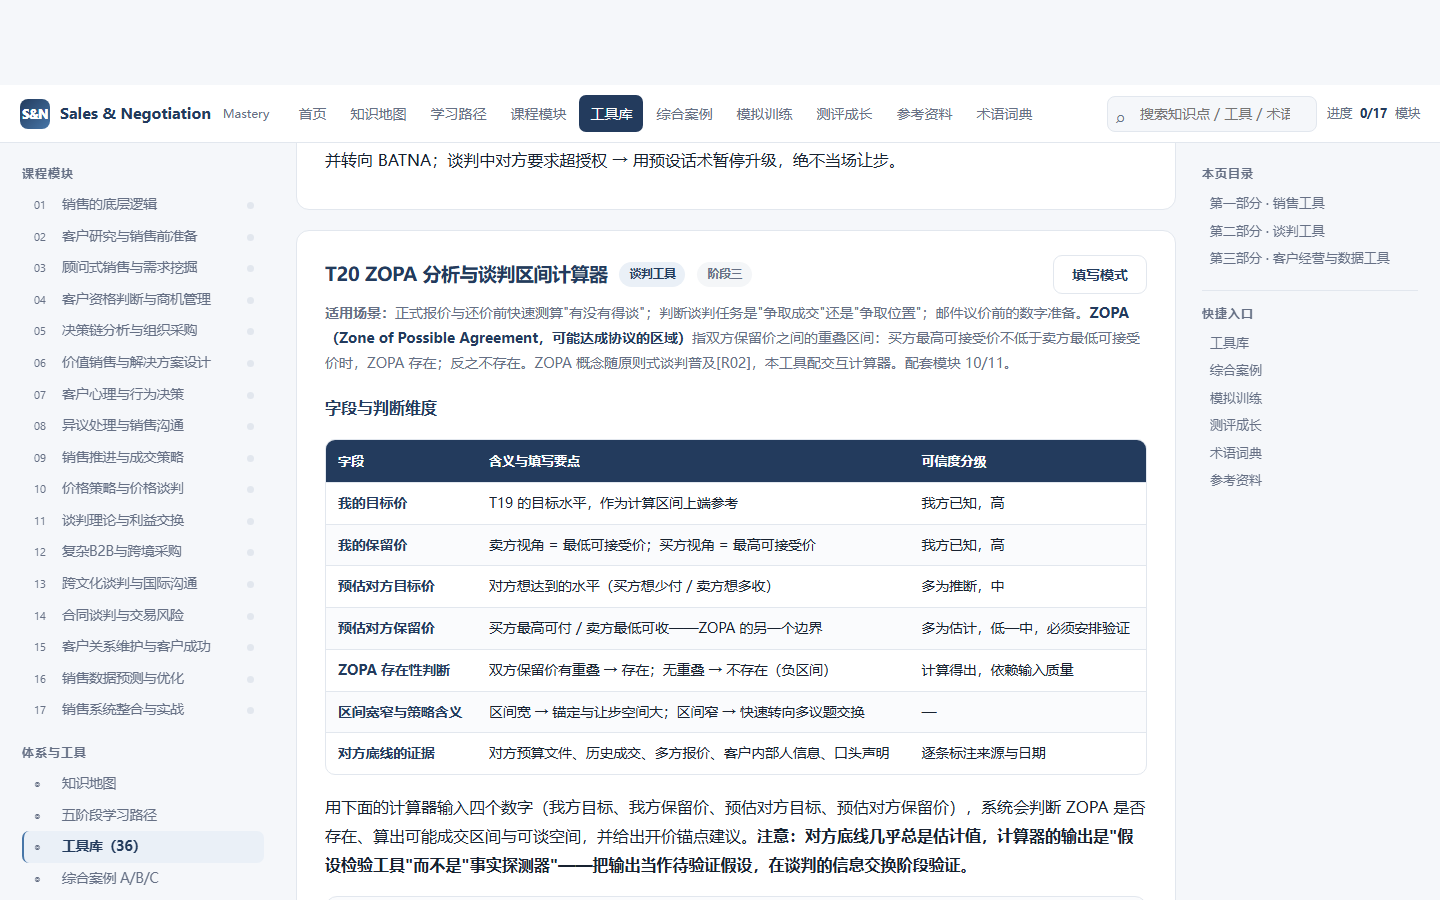 S&N Sales & Negotiation Mastery 首页 知识地图 学习路径 课程模块 工具库 综合案例 模拟训练 测评成长 参考资料 术语词典 搜索知识点 / 工具 / 术语 进度 0/17 模块
课程模块
01 销售的底层逻辑
02 客户研究与销售前准备
03 顾问式销售与需求挖掘
04 客户资格判断与商机管理
05 决策链分析与组织采购
06 价值销售与解决方案设计
07 客户心理与行为决策
08 异议处理与销售沟通
09 销售推进与成交策略
10 价格策略与价格谈判
11 谈判理论与利益交换
12 复杂B2B与跨境采购
13 跨文化谈判与国际沟通
14 合同谈判与交易风险
15 客户关系维护与客户成功
16 销售数据预测与优化
17 销售系统整合与实战
体系与工具
知识地图
五阶段学习路径
工具库（36）
综合案例 A/B/C
并转向 BATNA；谈判中对方要求超授权 → 用预设话术暂停升级，绝不当场让步。
T20 ZOPA 分析与谈判区间计算器 谈判工具 阶段三 填写模式
适用场景：正式报价与还价前快速测算"有没有得谈"；判断谈判任务是"争取成交"还是"争取位置"；邮件议价前的数字准备。ZOPA
（Zone of Possible Agreement，可能达成协议的区域）指双方保留价之间的重叠区间：买方最高可接受价不低于卖方最低可接受
价时，ZOPA 存在；反之不存在。ZOPA 概念随原则式谈判普及[R02]，本工具配交互计算器。配套模块 10/11。
字段与判断维度
字段 含义与填写要点 可信度分级
我的目标价 T19 的目标水平，作为计算区间上端参考 我方已知，高
我的保留价 卖方视角 = 最低可接受价；买方视角 = 最高可接受价 我方已知，高
预估对方目标价 对方想达到的水平（买方想少付 / 卖方想多收） 多为推断，中
预估对方保留价 买方最高可付 / 卖方最低可收——ZOPA 的另一个边界 多为估计，低—中，必须安排验证
ZOPA 存在性判断 双方保留价有重叠 → 存在；无重叠 → 不存在（负区间） 计算得出，依赖输入质量
区间宽窄与策略含义 区间宽 → 锚定与让步空间大；区间窄 → 快速转向多议题交换 —
对方底线的证据 对方预算文件、历史成交、多方报价、客户内部人信息、口头声明 逐条标注来源与日期
用下面的计算器输入四个数字（我方目标、我方保留价、预估对方目标、预估对方保留价），系统会判断 ZOPA 是否
存在、算出可能成交区间与可谈空间，并给出开价锚点建议。注意：对方底线几乎总是估计值，计算器的输出是"假
设检验工具"而不是"事实探测器"——把输出当作待验证假设，在谈判的信息交换阶段验证。
本页目录
第一部分 · 销售工具
第二部分 · 谈判工具
第三部分 · 客户经营与数据工具
快捷入口
工具库
综合案例
模拟训练
测评成长
术语词典
参考资料